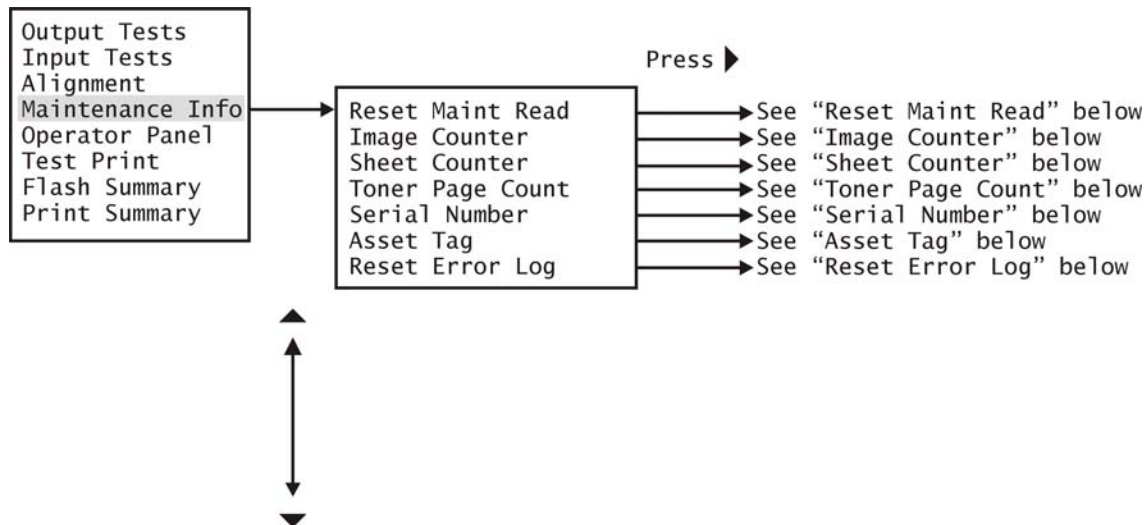 Output Tests
Input Tests
Alignment
Maintenance Info
Operator Panel
Test Print
Flash Summary
Print Summary
Press
Reset Maint Read
Image Counter
Sheet Counter
Toner Page Count
Serial Number
Asset Tag
Reset Error Log
See “Reset Maint Read” below
See “Image Counter” below
See “Sheet Counter” below
See “Toner Page Count” below
See “Serial Number” below
See “Asset Tag” below
See “Reset Error Log” below